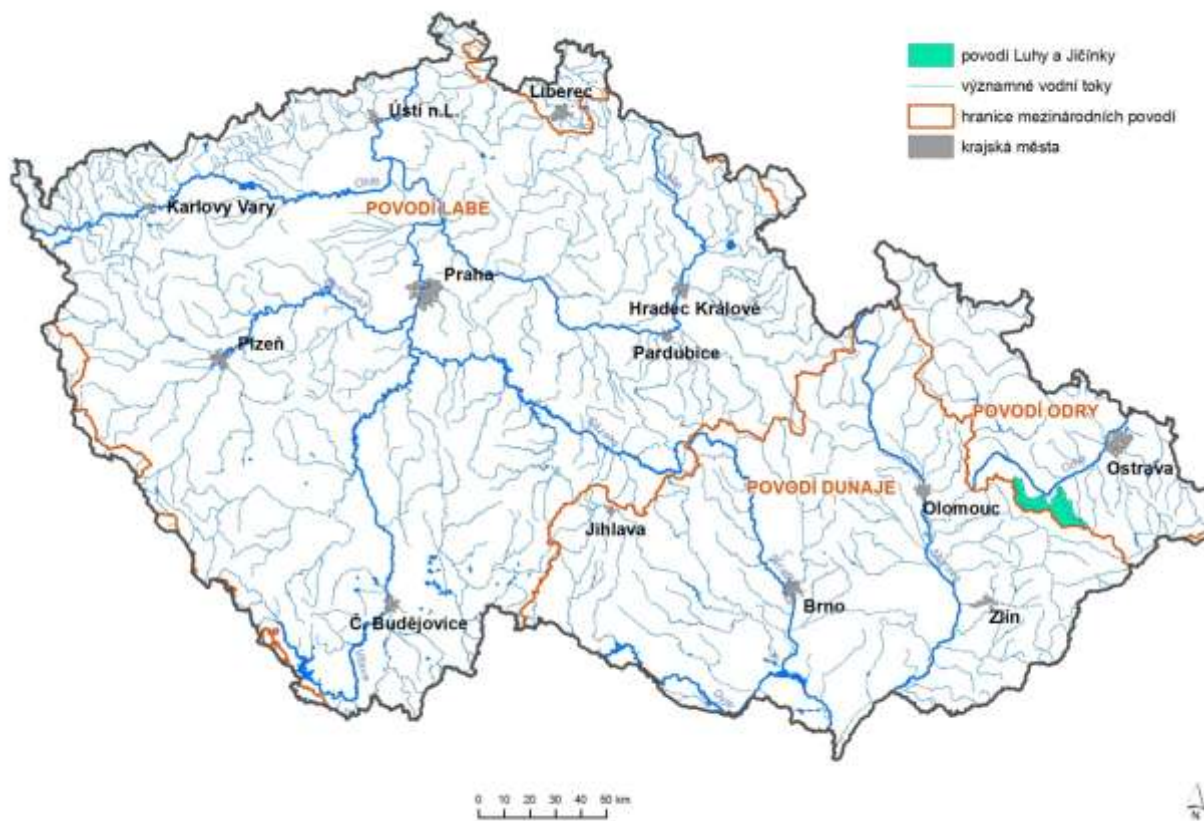 povodí Luhy a Jičínky
významné vodní toky
hranice mezinárodních povodí
krajská města
Liberec
Ústí n.L.
Karlovy Vary
POVODÍ LABE
Praha
Hradec Králové
Pardubice
Plzeň
POVODÍ ODRY
Ostrava
Odra
POVODÍ DUNAJE
Olomouc
Jihlava
Brno
Zlín
Č. Budějovice
0 10 20 30 40 50 km
N